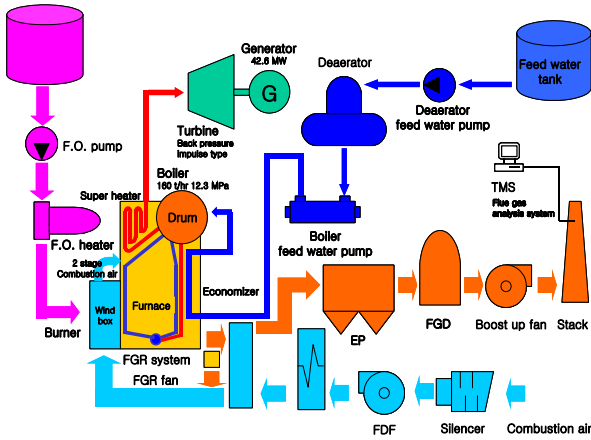 Generator
42.6 MW
G
Deaerator
Feed water
tank
Deaerator
feed water pump
F.O. pump
Turbine
Back pressure
Impulse type
Boiler
160 t/hr 12.3 MPa
TMS
Flue gas
analysis system
Super heater
Drum
F.O. heater
2 stage
Combustion air
Boiler
feed water pump
Wind
box
Furnace
Economizer
Burner
EP
FGD
Boost up fan
Stack
FGR system
FGR fan
FDF
Silencer
Combustion air